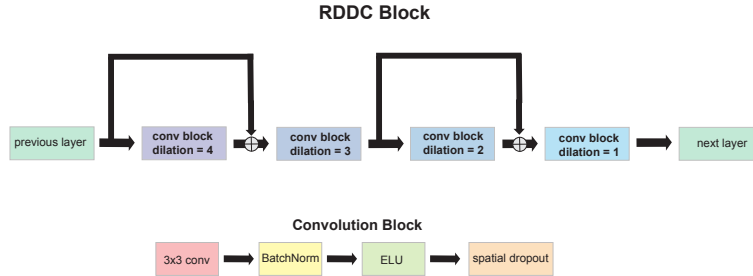 RDDC Block
previous layer
conv block
dilation = 4
conv block
dilation = 3
conv block
dilation = 2
conv block
dilation = 1
next layer
Convolution Block
3x3 conv
BatchNorm
ELU
spatial dropout